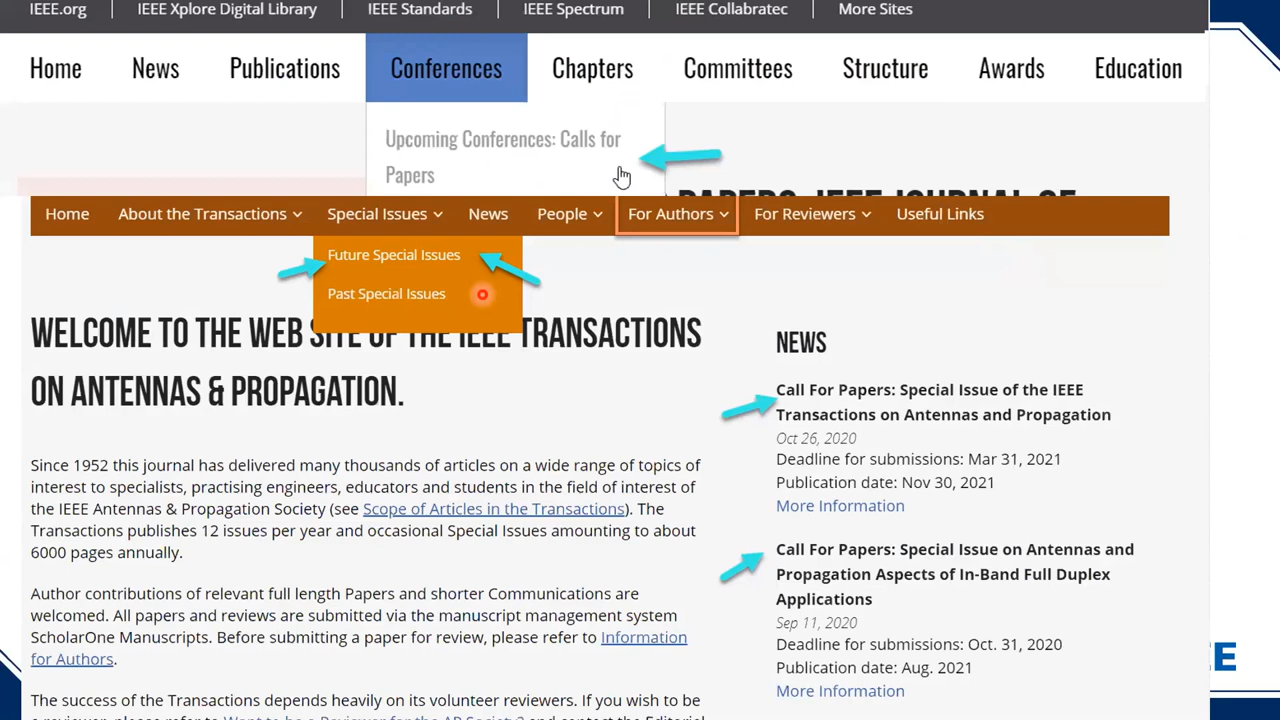 IEEE.org IEEE Xplore Digital Library IEEE Standards IEEE Spectrum IEEE Collabratec More Sites
Home News Publications Conferences Chapters Committees Structure Awards Education
Upcoming Conferences: Calls for
Papers
Home About the Transactions Special Issues News People For Authors For Reviewers Useful Links
Future Special Issues
Past Special Issues
WELCOME TO THE WEB SITE OF THE IEEE TRANSACTIONS
ON ANTENNAS & PROPAGATION.
Since 1952 this journal has delivered many thousands of articles on a wide range of topics of
interest to specialists, practising engineers, educators and students in the field of interest of
the IEEE Antennas & Propagation Society (see Scope of Articles in the Transactions). The
Transactions publishes 12 issues per year and occasional Special Issues amounting to about
6000 pages annually.
Author contributions of relevant full length Papers and shorter Communications are
welcomed. All papers and reviews are submitted via the manuscript management system
ScholarOne Manuscripts. Before submitting a paper for review, please refer to Information
for Authors.
The success of the Transactions depends heavily on its volunteer reviewers. If you wish to be
NEWS
Call For Papers: Special Issue of the IEEE
Transactions on Antennas and Propagation
Oct 26, 2020
Deadline for submissions: Mar 31, 2021
Publication date: Nov 30, 2021
More Information
Call For Papers: Special Issue on Antennas and
Propagation Aspects of In-Band Full Duplex
Applications
Sep 11, 2020
Deadline for submissions: Oct. 31, 2020
Publication date: Aug. 2021
More Information